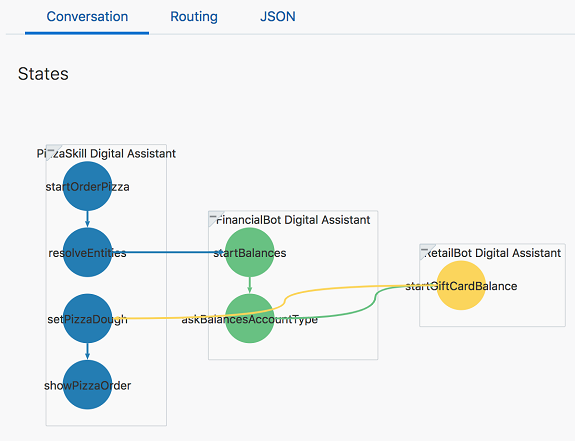 Conversation
Routing
JSON
States
PizzaSkill Digital Assistant
startOrderPizza
resolveEntities
setPizzaDough
showPizzaOrder
FinancialBot Digital Assistant
startBalances
askBalancesAccountType
RetailBot Digital Assistant
startGiftCardBalance